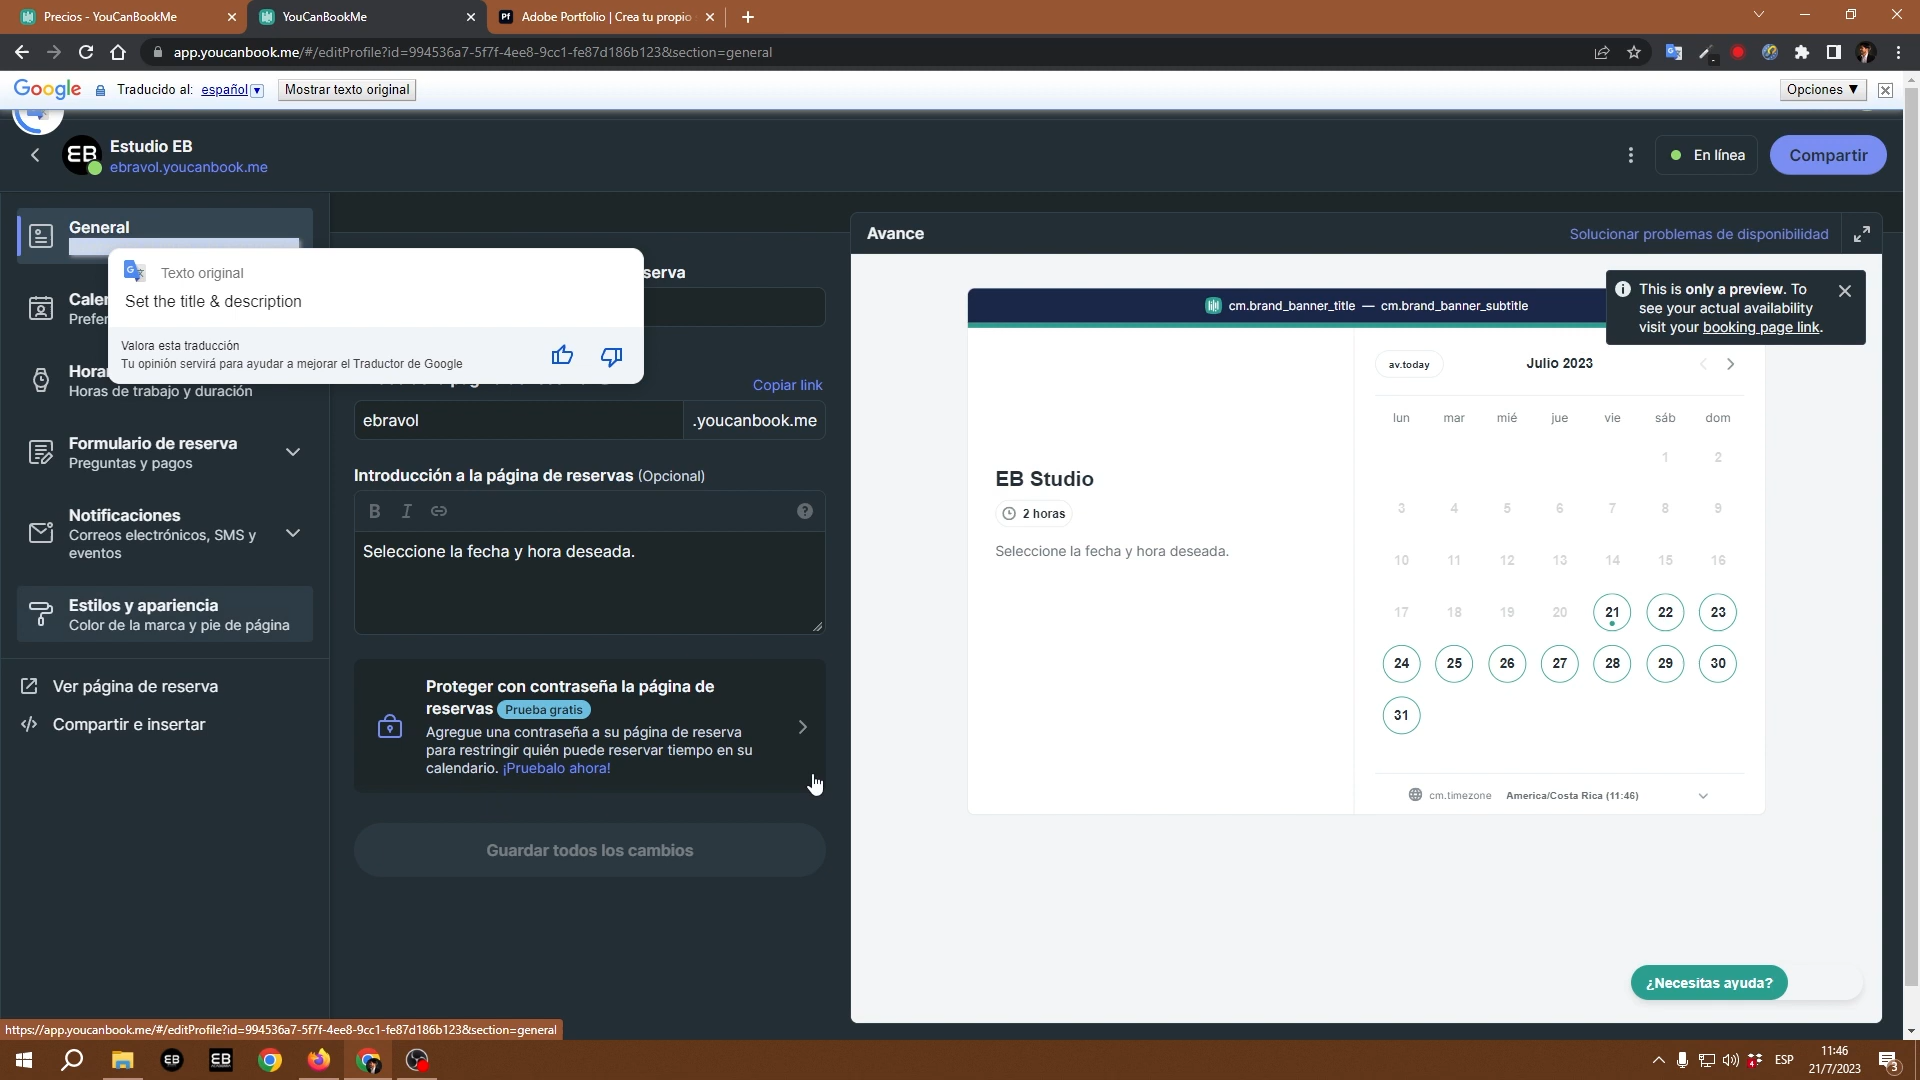 Precios - YouCanBookMe
YouCanBookMe
Adobe Portfolio | Crea tu propio
app.youcanbook.me/#/editProfile?id=994536a7-5f7f-4ee8-9cc1-fe87d186b123&section=general
Google Traducido al: español Mostrar texto original
Opciones ▼
EB Estudio EB
ebravol.youcanbook.me
En línea
Compartir
General
Texto original
Set the title & description
Valora esta traducción
Tu opinión servirá para ayudar a mejorar el Traductor de Google
Horas de trabajo y duración
Formulario de reserva
Preguntas y pagos
Notificaciones
Correos electrónicos, SMS y
eventos
Estilos y apariencia
Color de la marca y pie de página
Ver página de reserva
Compartir e insertar
Copiar link
ebravol
.youcanbook.me
Introducción a la página de reservas (Opcional)
B I
Seleccione la fecha y hora deseada.
Proteger con contraseña la página de
reservas Prueba gratis
Agregue una contraseña a su página de reserva
para restringir quién puede reservar tiempo en su
calendario. ¡Pruebalo ahora!
Guardar todos los cambios
Avance
Solucionar problemas de disponibilidad
cm.brand_banner_title — cm.brand_banner_subtitle
This is only a preview. To
see your actual availability
visit your booking page link.
EB Studio
2 horas
Seleccione la fecha y hora deseada.
av.today
Julio 2023
lun mar mié jue vie sáb dom
1 2
3 4 5 6 7 8 9
10 11 12 13 14 15 16
17 18 19 20 21 22 23
24 25 26 27 28 29 30
31
cm.timezone America/Costa Rica (11:46)
¿Necesitas ayuda?
https://app.youcanbook.me/#/editProfile?id=994536a7-5f7f-4ee8-9cc1-fe87d186b123&section=general
EB
EB
ESP
11:46
21/7/2023
3